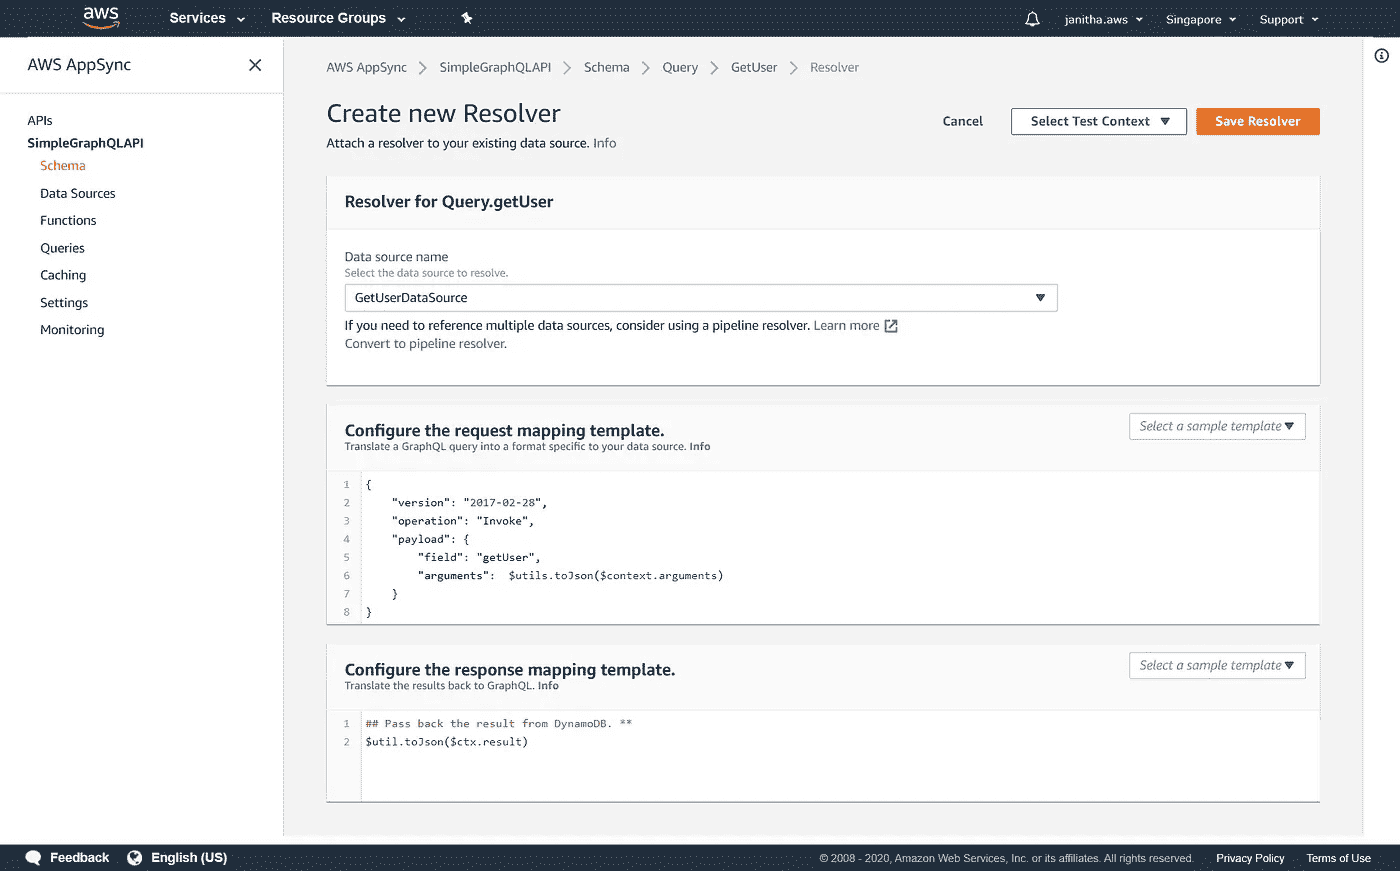 aws Services Resource Groups janitha.aws Singapore Support
AWS AppSync
APIs
SimpleGraphQLAPI
Schema
Data Sources
Functions
Queries
Caching
Settings
Monitoring
AWS AppSync SimpleGraphQLAPI Schema Query GetUser Resolver
Create new Resolver
Cancel Select Test Context Save Resolver
Attach a resolver to your existing data source. Info
Resolver for Query.getUser
Data source name
Select the data source to resolve.
GetUserDataSource
If you need to reference multiple data sources, consider using a pipeline resolver. Learn more
Convert to pipeline resolver.
Configure the request mapping template.
Select a sample template
Translate a GraphQL query into a format specific to your data source. Info
1 {
2     "version": "2017-02-28",
3     "operation": "Invoke",
4     "payload": {
5         "field": "getUser",
6         "arguments":  $utils.toJson($context.arguments)
7     }
8 }
Configure the response mapping template.
Select a sample template
Translate the results back to GraphQL. Info
1 ## Pass back the result from DynamoDB. **
2 $util.toJson($ctx.result)
Feedback English (US) © 2008 - 2020, Amazon Web Services, Inc. or its affiliates. All rights reserved. Privacy Policy Terms of Use